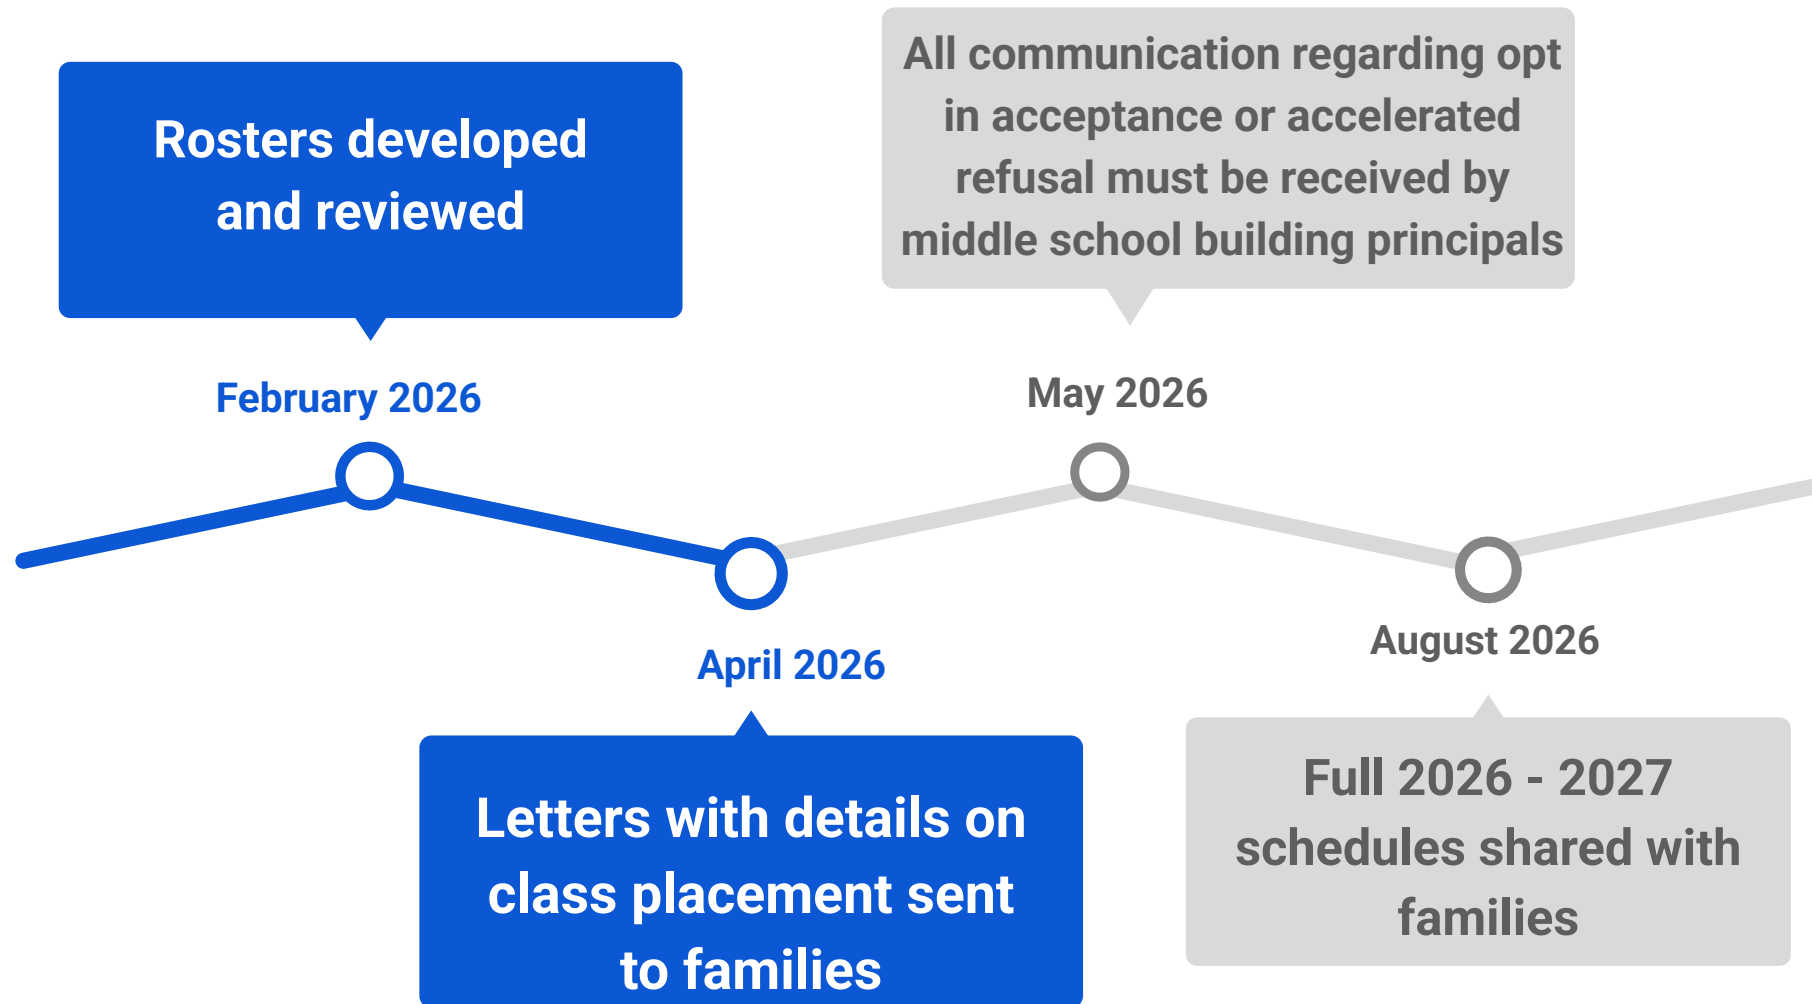 Rosters developed
and reviewed
February 2026
All communication regarding opt
in acceptance or accelerated
refusal must be received by
middle school building principals
May 2026
April 2026
Letters with details on
class placement sent
to families
August 2026
Full 2026 - 2027
schedules shared with
families